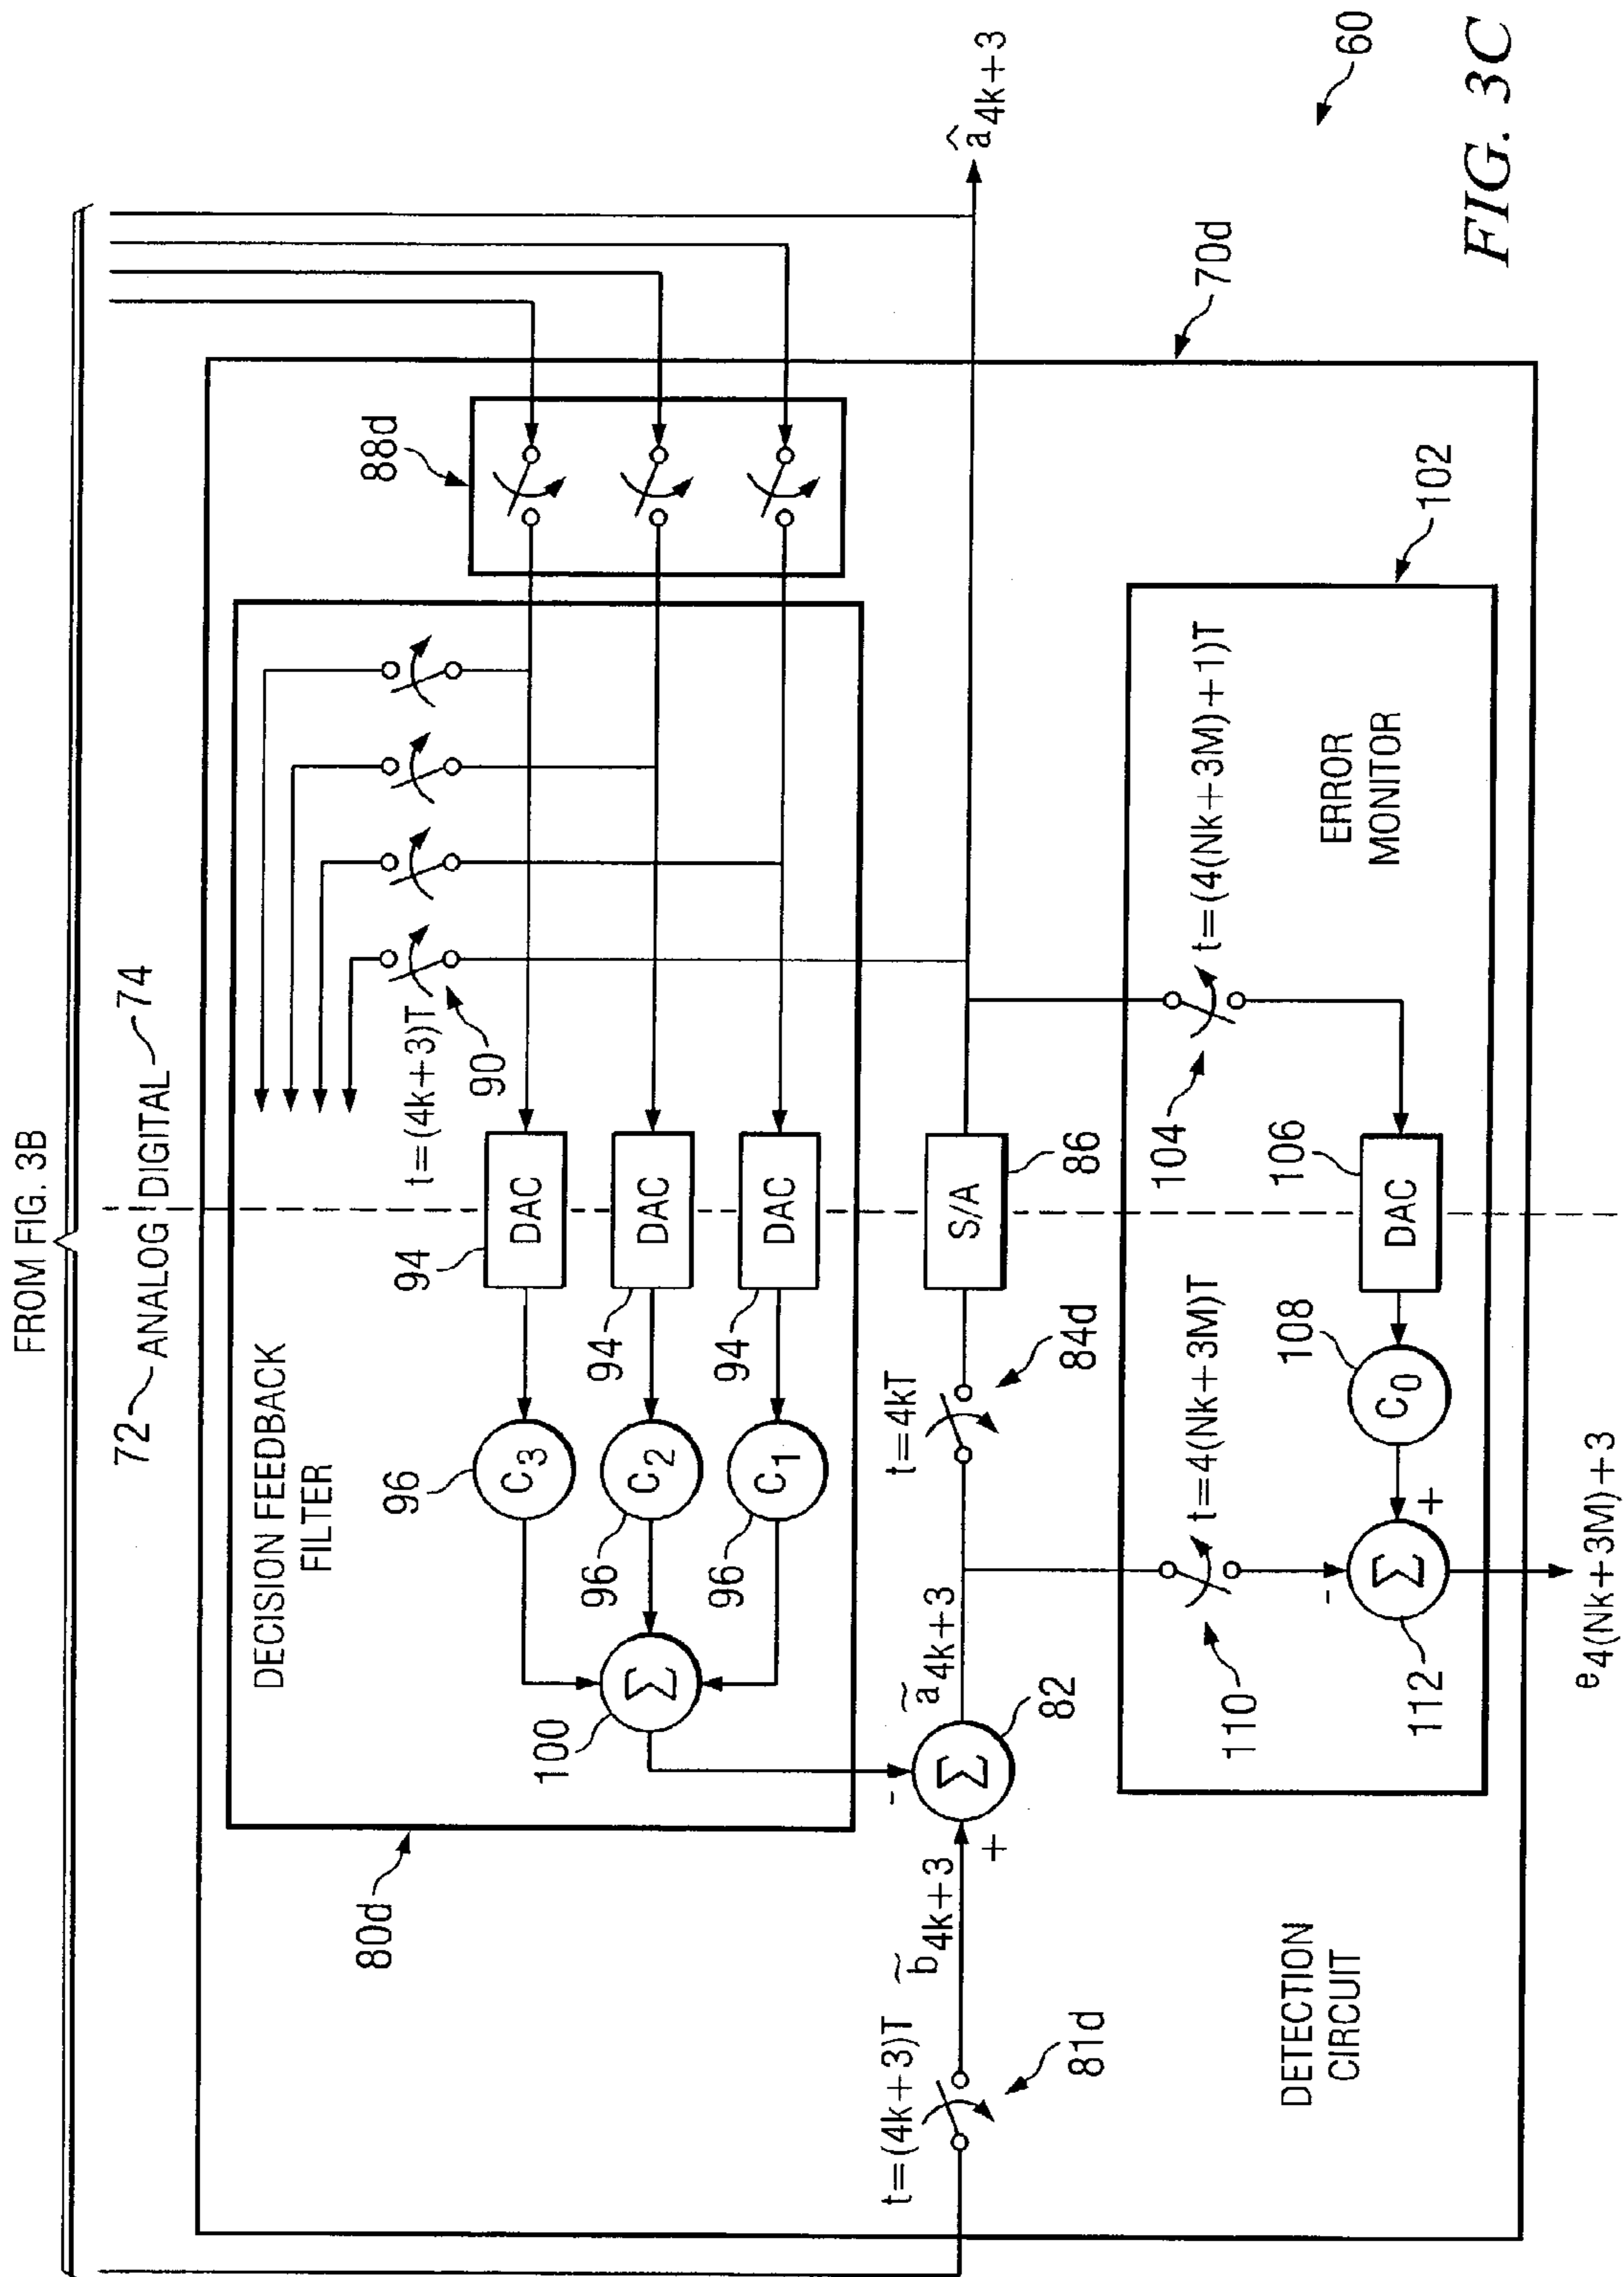 FROM FIG. 3B
72 ANALOG DIGITAL 74
DECISION FEEDBACK
FILTER
t=(4k+3)T
90
88d
94
DAC
96
C3
94
DAC
96
C2
94
DAC
96
C1
100
Σ
80d
t=(4k+3)T
81d
b̃4k+3
+
-
Σ
82
ã4k+3
t=4kT
84d
S/A
86
â4k+3
70d
60
DETECTION
CIRCUIT
110
t=4(Nk+3M)T
104
t=(4(Nk+3M)+1)T
102
ERROR
MONITOR
106
DAC
108
C0
+
-
Σ
112
e4(Nk+3M)+3
FIG. 3C